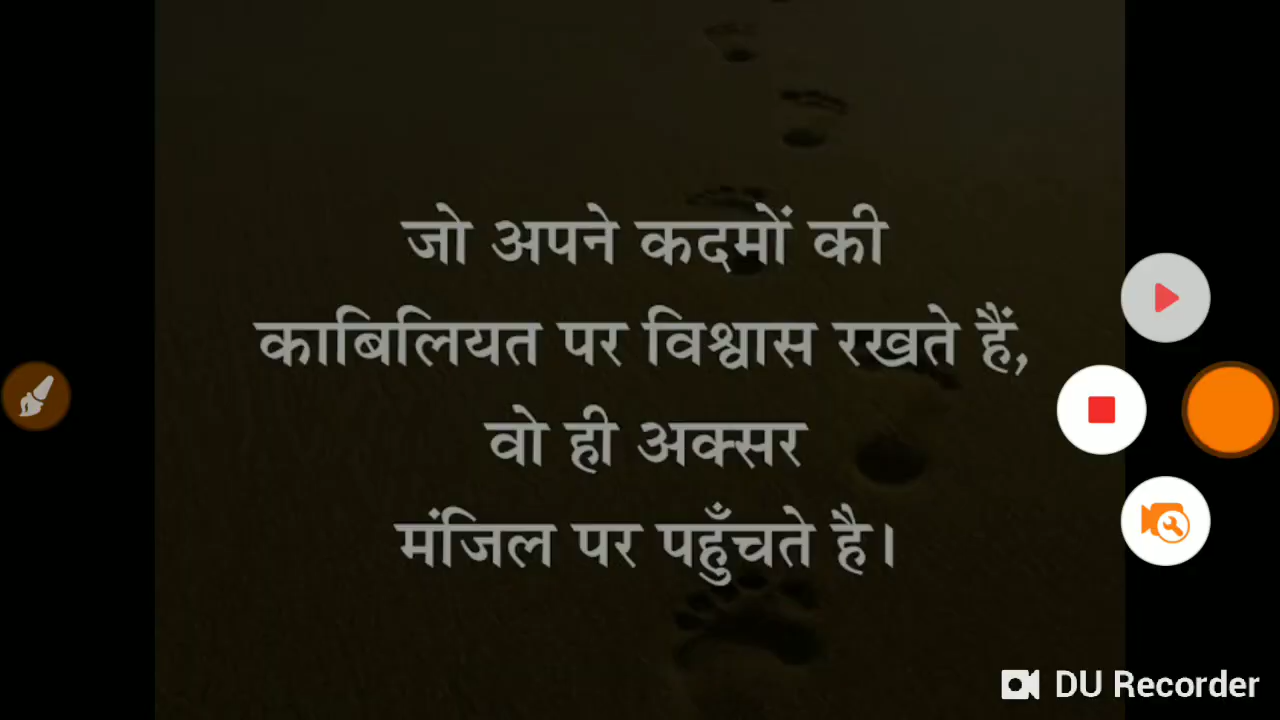 जो अपने कदमों की
काबिलियत पर विश्वास रखते हैं,
वो ही अक्सर
मंजिल पर पहुँचते है।
DU Recorder